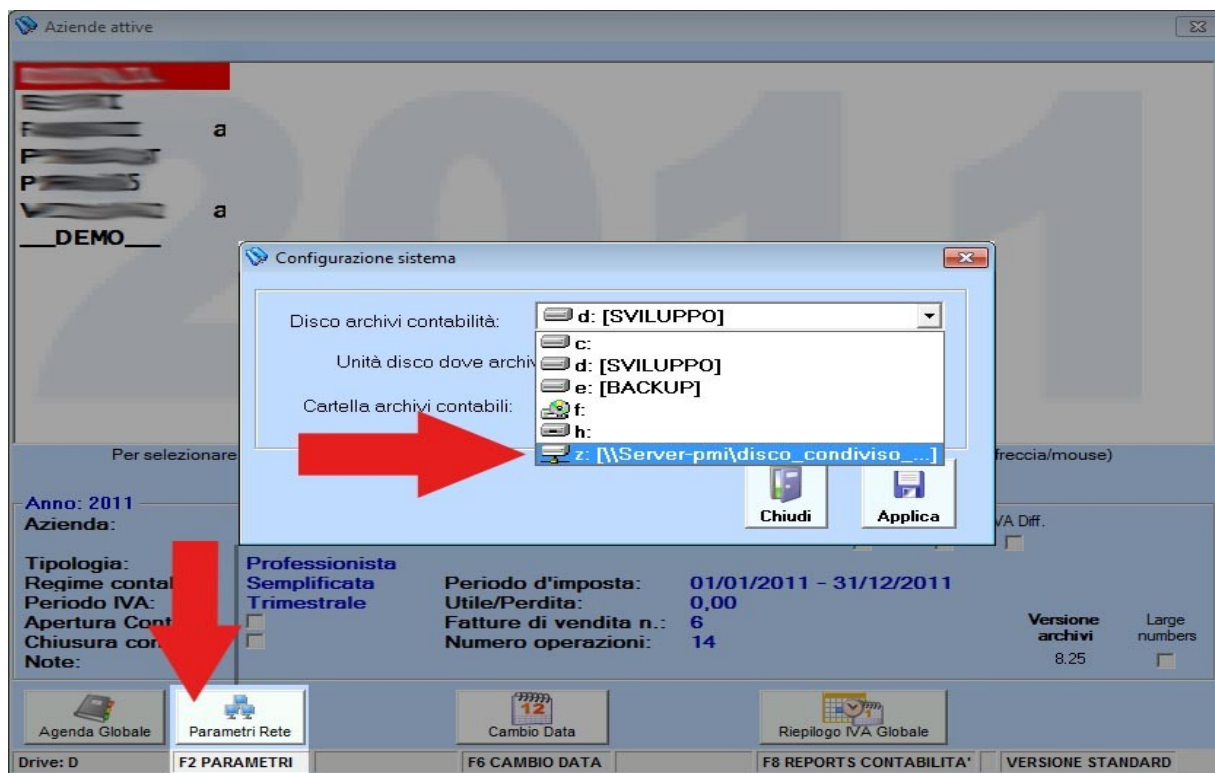 Aziende attive
2011
a
a
__DEMO__
Configurazione sistema
Disco archivi contabilità:
d: [SVILUPPO]
c:
Unità disco dove archiv
d: [SVILUPPO]
e: [BACKUP]
Cartella archivi contabili:
f:
h:
z: [\\Server-pmi\disco_condiviso_...]
Per selezionare
freccia/mouse)
Chiudi
Applica
Anno: 2011
Azienda:
VA Diff.
Tipologia:
Professionista
Regime contab
Semplificata
Periodo d'imposta:
01/01/2011 - 31/12/2011
Periodo IVA:
Trimestrale
Utile/Perdita:
0,00
Apertura Cont
Fatture di vendita n.:
6
Versione archivi
Large numbers
Chiusura con
Numero operazioni:
14
8.25
Note:
Agenda Globale
Parametri Rete
12
Cambio Data
Riepilogo IVA Globale
Drive: D
F2 PARAMETRI
F6 CAMBIO DATA
F8 REPORTS CONTABILITA'
VERSIONE STANDARD